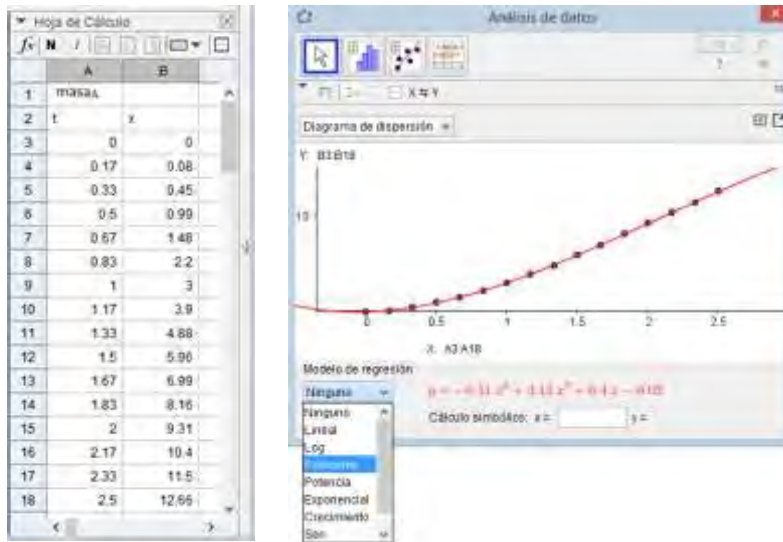 Hoja de Cálculo
fx N I
A B
1 masaA
2 t x
3 0 0
4 0.17 0.08
5 0.33 0.45
6 0.5 0.99
7 0.67 1.48
8 0.83 2.2
9 1 3
10 1.17 3.9
11 1.33 4.88
12 1.5 5.96
13 1.67 6.99
14 1.83 8.16
15 2 9.31
16 2.17 10.4
17 2.33 11.5
18 2.5 12.66
Análisis de datos
X ⇆ Y
Diagrama de dispersión
Y: B3:B18
10
0 0.5 1 1.5 2 2.5
X: A3:A18
Modelo de regresión
Ninguno
Cálculo simbólico: x = y =
Ninguno
Lineal
Log
Polinomio
Potencia
Exponencial
Crecimiento
Sen